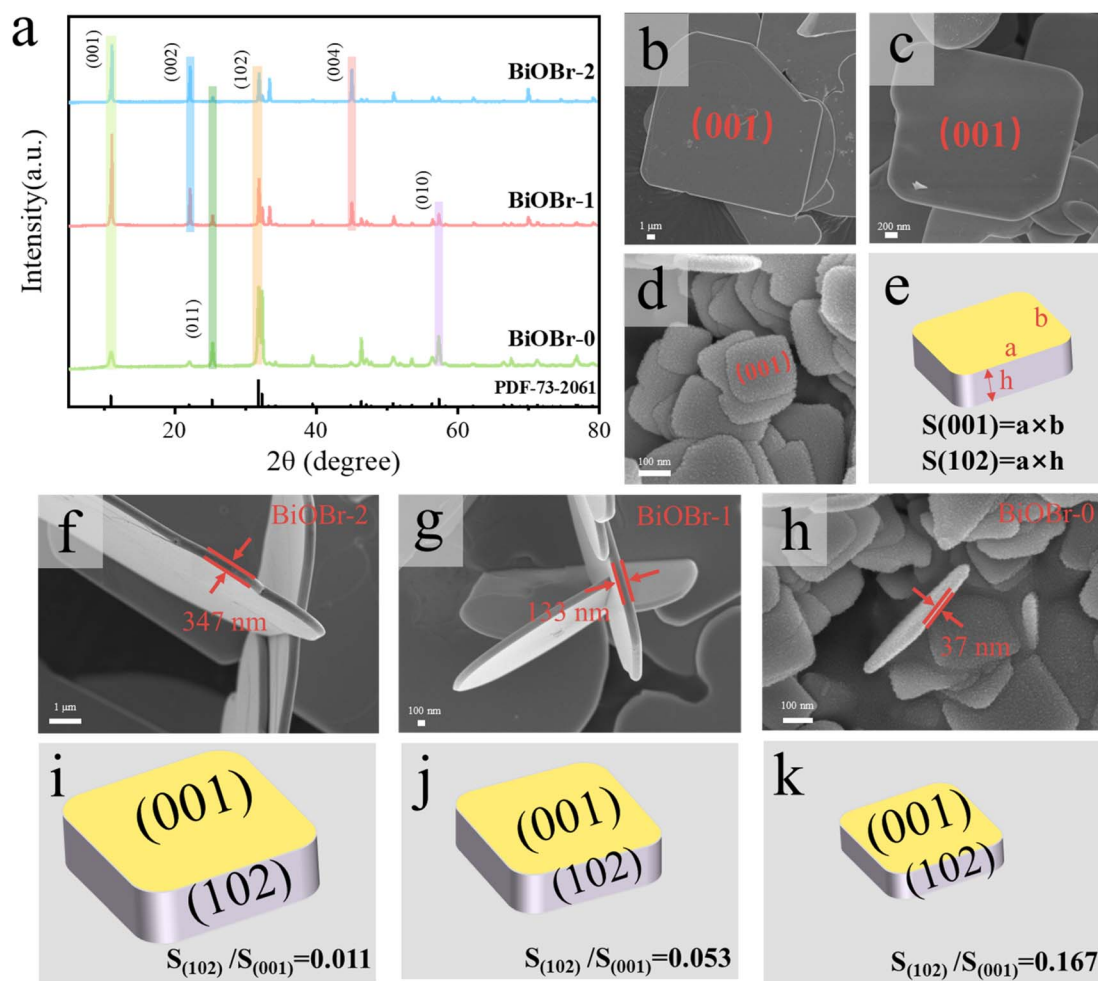 a
(001)
(002)
(102)
(004)
BiOBr-2
BiOBr-1
(010)
(011)
BiOBr-0
PDF-73-2061
Intensity(a.u.)
0 20 40 60 80
2θ (degree)
b
(001)
1 μm
c
(001)
200 nm
d
(001)
100 nm
e
b
a
h
S(001)=a×b
S(102)=a×h
f
BiOBr-2
347 nm
1 μm
g
BiOBr-1
133 nm
100 nm
h
BiOBr-0
37 nm
100 nm
i
(001)
(102)
S(102) /S(001)=0.011
j
(001)
(102)
S(102) /S(001)=0.053
k
(001)
(102)
S(102) /S(001)=0.167